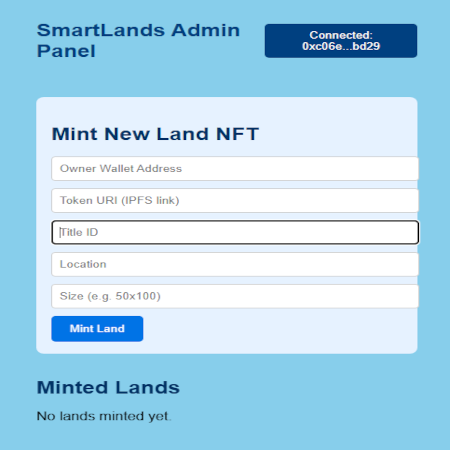 SmartLands Admin
Panel
Connected:
0xc06e...bd29
Mint New Land NFT
Owner Wallet Address
Token URI (IPFS link)
Title ID
Location
Size (e.g. 50x100)
Mint Land
Minted Lands
No lands minted yet.